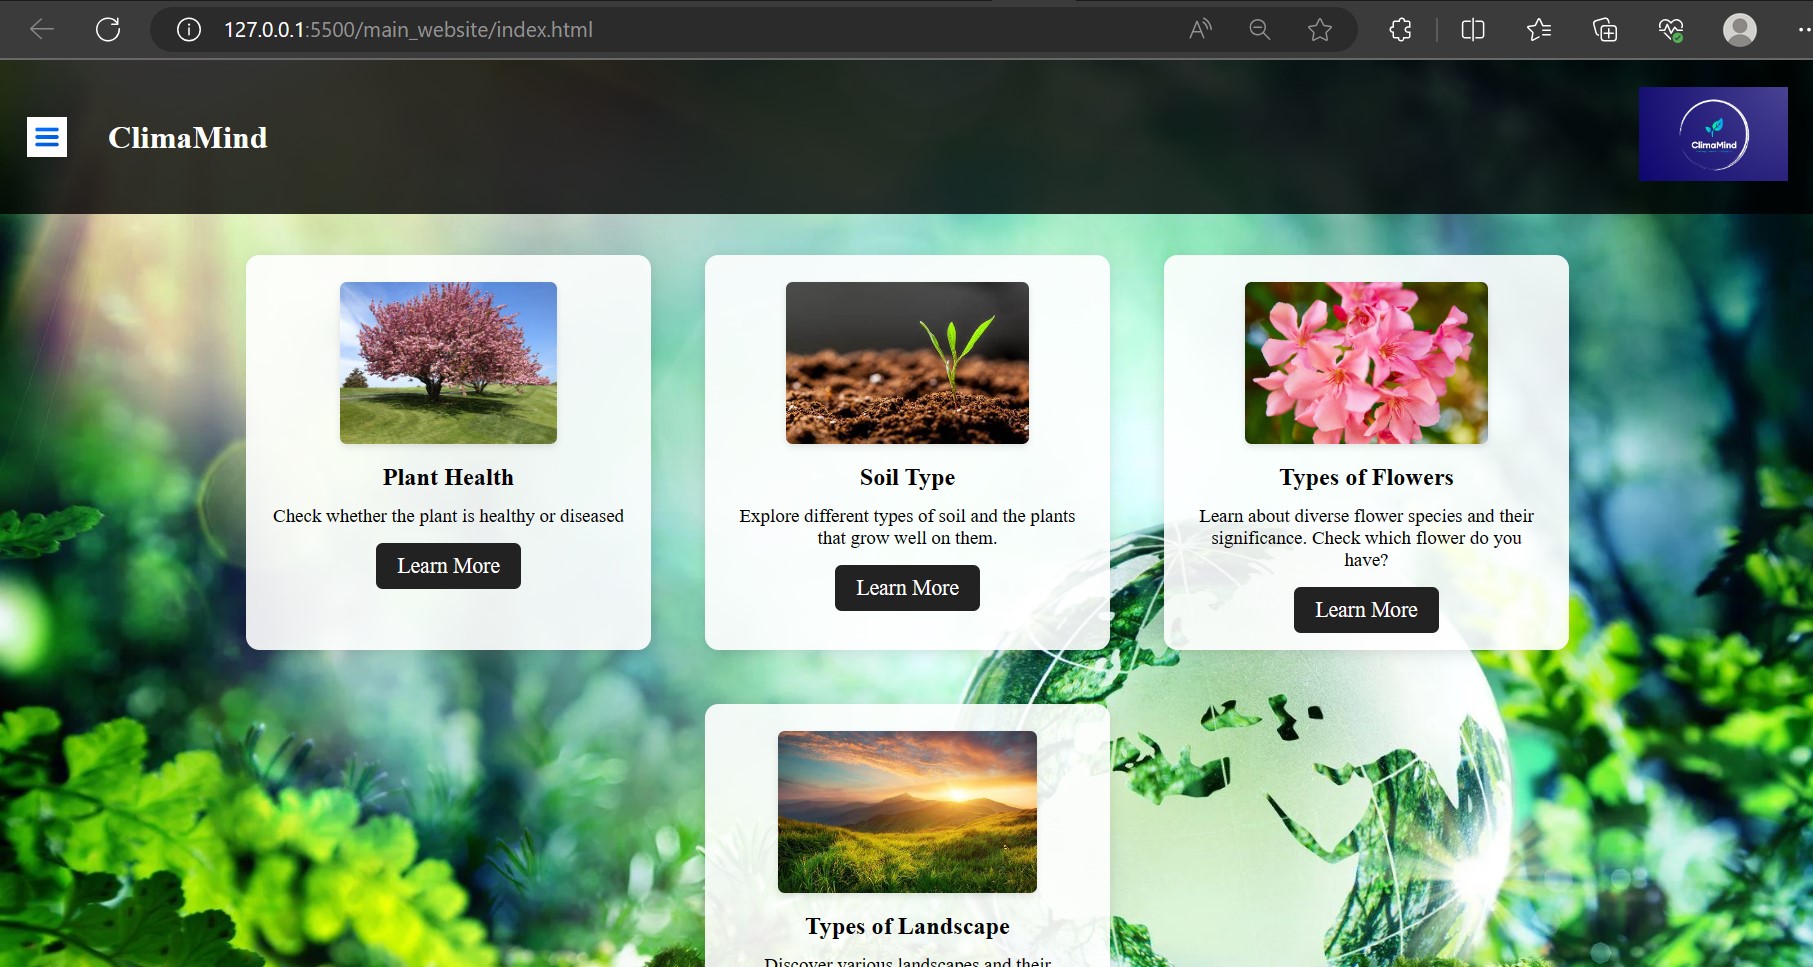 127.0.0.1:5500/main_website/index.html
ClimaMind
ClimaMind
Plant Health
Check whether the plant is healthy or diseased
Learn More
Soil Type
Explore different types of soil and the plants
that grow well on them.
Learn More
Types of Flowers
Learn about diverse flower species and their
significance. Check which flower do you
have?
Learn More
Types of Landscape
Discover various landscapes and their